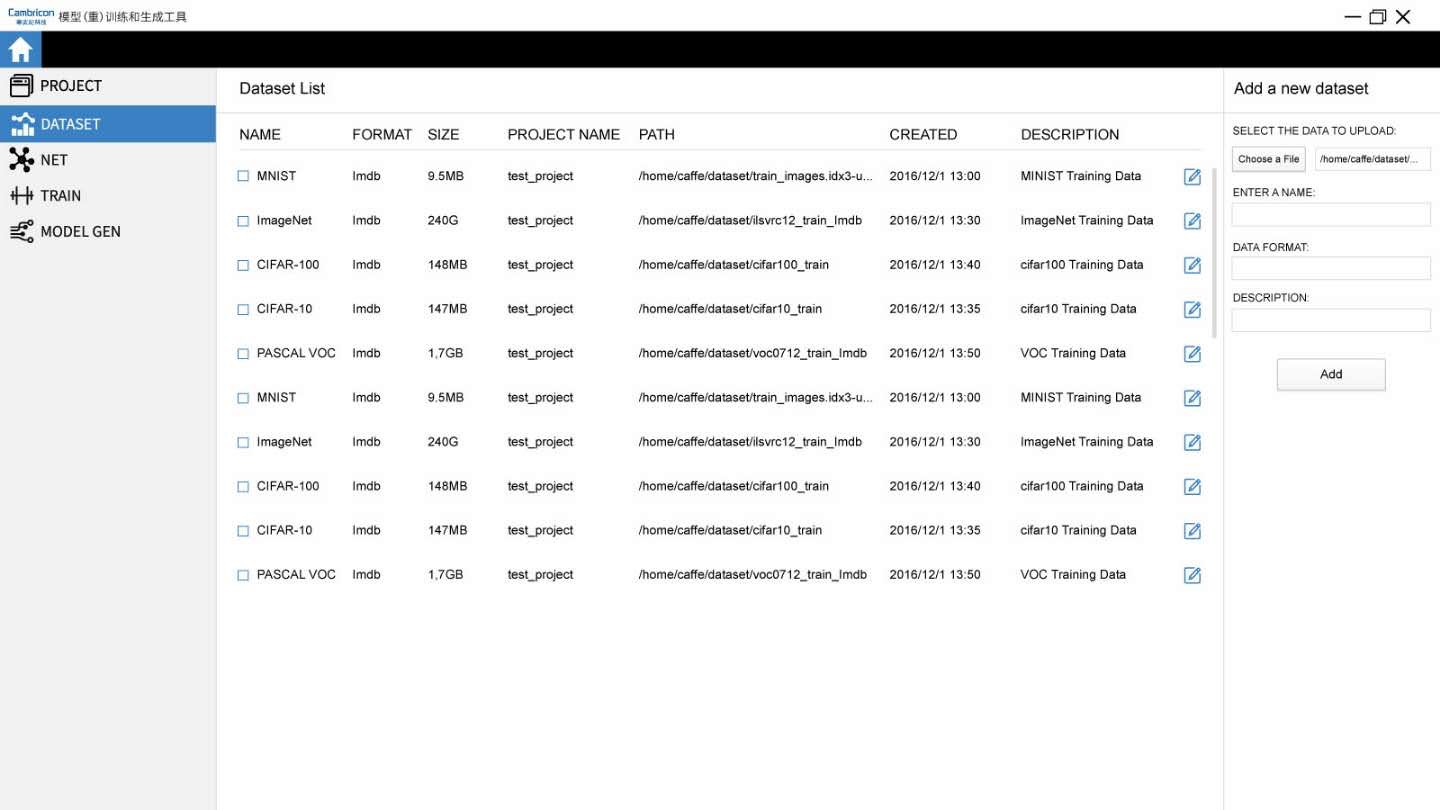 Cambricon
寒武纪科技
模型(重)训练和生成工具
PROJECT
DATASET
NET
TRAIN
MODEL GEN
Dataset List
NAME FORMAT SIZE PROJECT NAME PATH CREATED DESCRIPTION
MNIST lmdb 9.5MB test_project /home/caffe/dataset/train_images.idx3-u... 2016/12/1 13:00 MINIST Training Data
ImageNet lmdb 240G test_project /home/caffe/dataset/ilsvrc12_train_lmdb 2016/12/1 13:30 ImageNet Training Data
CIFAR-100 lmdb 148MB test_project /home/caffe/dataset/cifar100_train 2016/12/1 13:40 cifar100 Training Data
CIFAR-10 lmdb 147MB test_project /home/caffe/dataset/cifar10_train 2016/12/1 13:35 cifar10 Training Data
PASCAL VOC lmdb 1,7GB test_project /home/caffe/dataset/voc0712_train_lmdb 2016/12/1 13:50 VOC Training Data
MNIST lmdb 9.5MB test_project /home/caffe/dataset/train_images.idx3-u... 2016/12/1 13:00 MINIST Training Data
ImageNet lmdb 240G test_project /home/caffe/dataset/ilsvrc12_train_lmdb 2016/12/1 13:30 ImageNet Training Data
CIFAR-100 lmdb 148MB test_project /home/caffe/dataset/cifar100_train 2016/12/1 13:40 cifar100 Training Data
CIFAR-10 lmdb 147MB test_project /home/caffe/dataset/cifar10_train 2016/12/1 13:35 cifar10 Training Data
PASCAL VOC lmdb 1,7GB test_project /home/caffe/dataset/voc0712_train_lmdb 2016/12/1 13:50 VOC Training Data
Add a new dataset
SELECT THE DATA TO UPLOAD:
Choose a File /home/caffe/dataset/...
ENTER A NAME:
DATA FORMAT:
DESCRIPTION:
Add